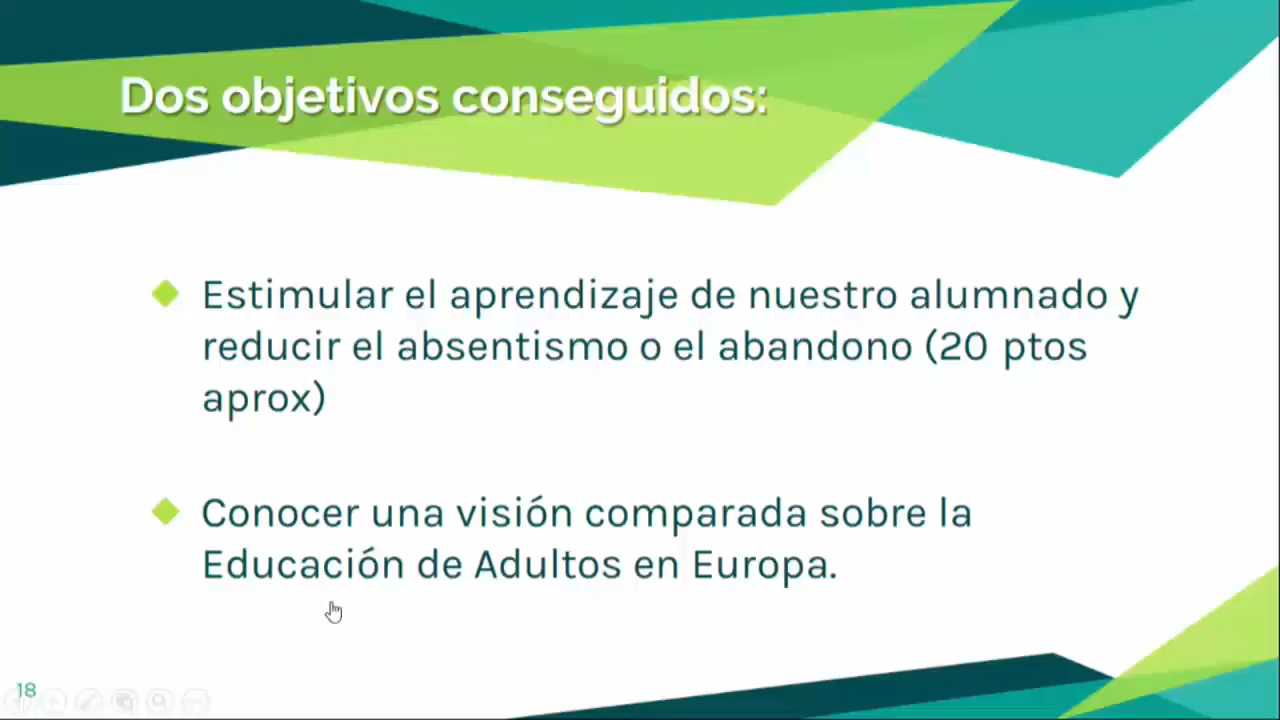 Dos objetivos conseguidos:
Estimular el aprendizaje de nuestro alumnado y
reducir el absentismo o el abandono (20 ptos
aprox)
Conocer una visión comparada sobre la
Educación de Adultos en Europa.
18